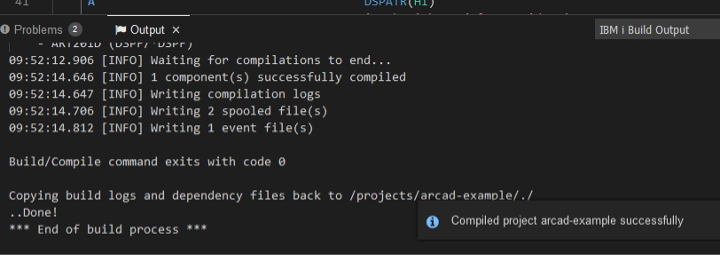 41 A DSPATR(HI)
Problems 2 Output × IBM i Build Output
- ART201D (DSPF/*DSPF)
09:52:12.906 [INFO] Waiting for compilations to end...
09:52:14.646 [INFO] 1 component(s) successfully compiled
09:52:14.647 [INFO] Writing compilation logs
09:52:14.706 [INFO] Writing 2 spooled file(s)
09:52:14.812 [INFO] Writing 1 event file(s)
Build/Compile command exits with code 0
Copying build logs and dependency files back to /projects/arcad-example/./
..Done!
Compiled project arcad-example successfully
*** End of build process ***